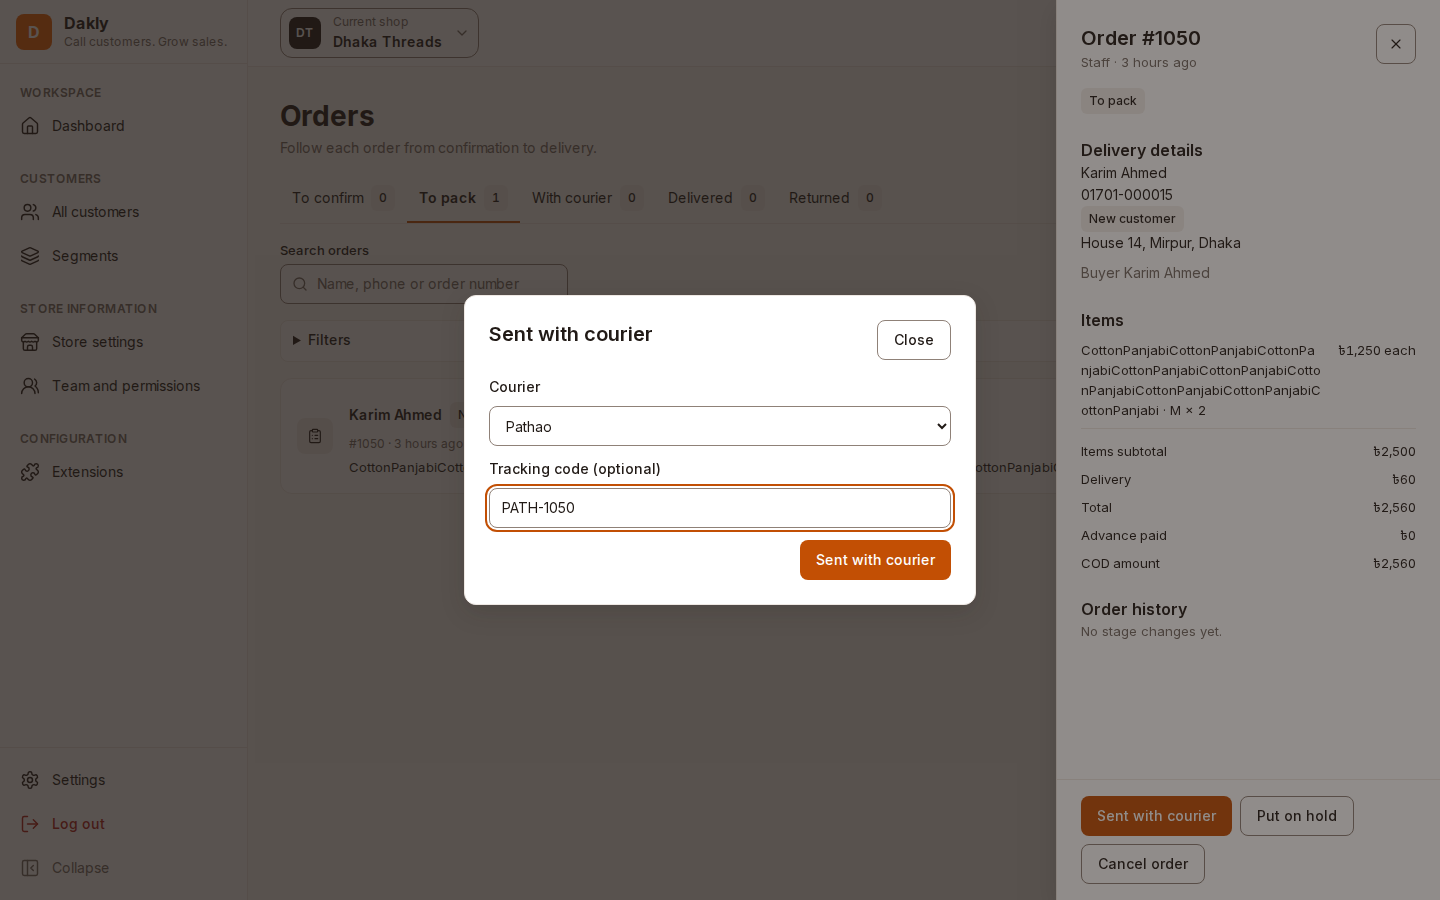 D
Dakly
Call customers. Grow sales.
WORKSPACE
Dashboard
CUSTOMERS
All customers
Segments
STORE INFORMATION
Store settings
Team and permissions
CONFIGURATION
Extensions
Settings
Log out
Collapse
DT
Current shop
Dhaka Threads
Orders
Follow each order from confirmation to delivery.
To confirm 0
To pack 1
With courier 0
Delivered 0
Returned 0
Search orders
Name, phone or order number
Filters
Karim Ahmed
#1050 · 3 hours ago
Sent with courier
Close
Courier
Pathao
Tracking code (optional)
PATH-1050
Sent with courier
Order #1050
Staff · 3 hours ago
To pack
Delivery details
Karim Ahmed
01701-000015
New customer
House 14, Mirpur, Dhaka
Buyer Karim Ahmed
Items
CottonPanjabiCottonPanjabiCottonPa ৳1,250 each
njabiCottonPanjabiCottonPanjabiCotto
nPanjabiCottonPanjabiCottonPanjabiC
ottonPanjabi · M × 2
Items subtotal ৳2,500
Delivery ৳60
Total ৳2,560
Advance paid ৳0
COD amount ৳2,560
Order history
No stage changes yet.
Sent with courier
Put on hold
Cancel order